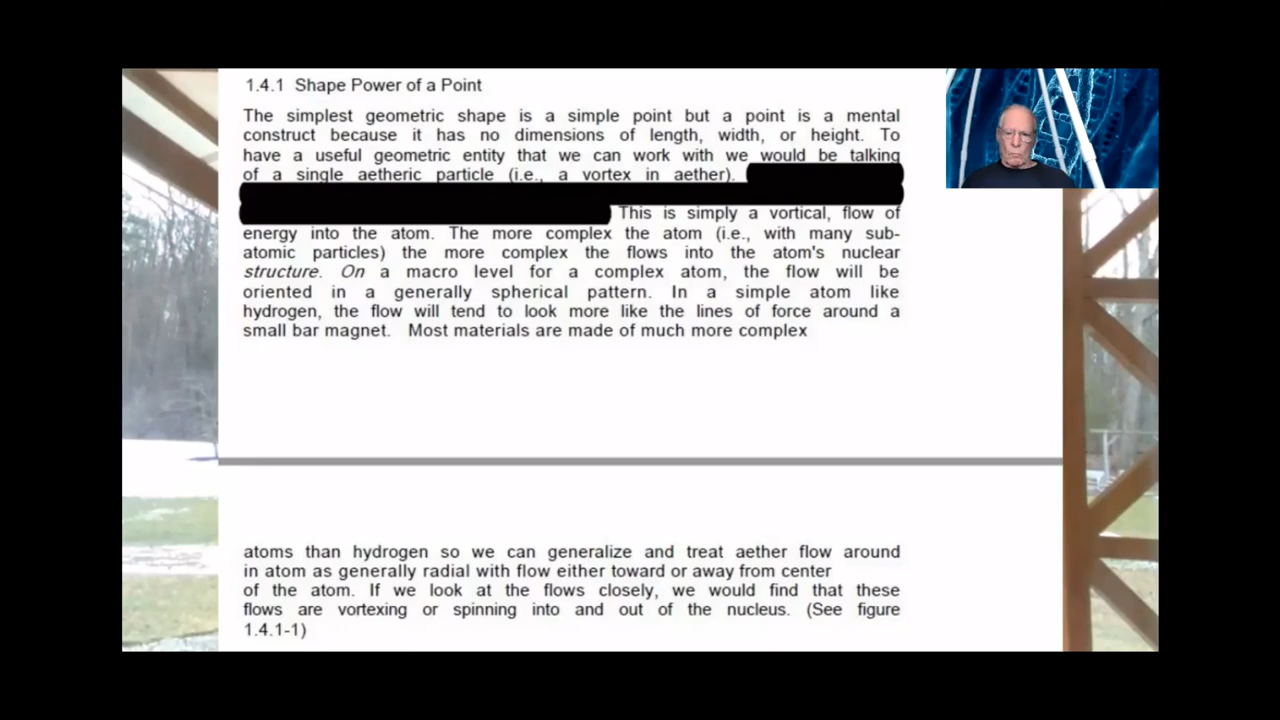 1.4.1 Shape Power of a Point
The simplest geometric shape is a simple point but a point is a mental
construct because it has no dimensions of length, width, or height. To
have a useful geometric entity that we can work with we would be talking
of a single aetheric particle (i.e., a vortex in aether).
This is simply a vortical, flow of
energy into the atom. The more complex the atom (i.e., with many sub-
atomic particles) the more complex the flows into the atom's nuclear
structure. On a macro level for a complex atom, the flow will be
oriented in a generally spherical pattern. In a simple atom like
hydrogen, the flow will tend to look more like the lines of force around a
small bar magnet. Most materials are made of much more complex
atoms than hydrogen so we can generalize and treat aether flow around
in atom as generally radial with flow either toward or away from center
of the atom. If we look at the flows closely, we would find that these
flows are vortexing or spinning into and out of the nucleus. (See figure
1.4.1-1)